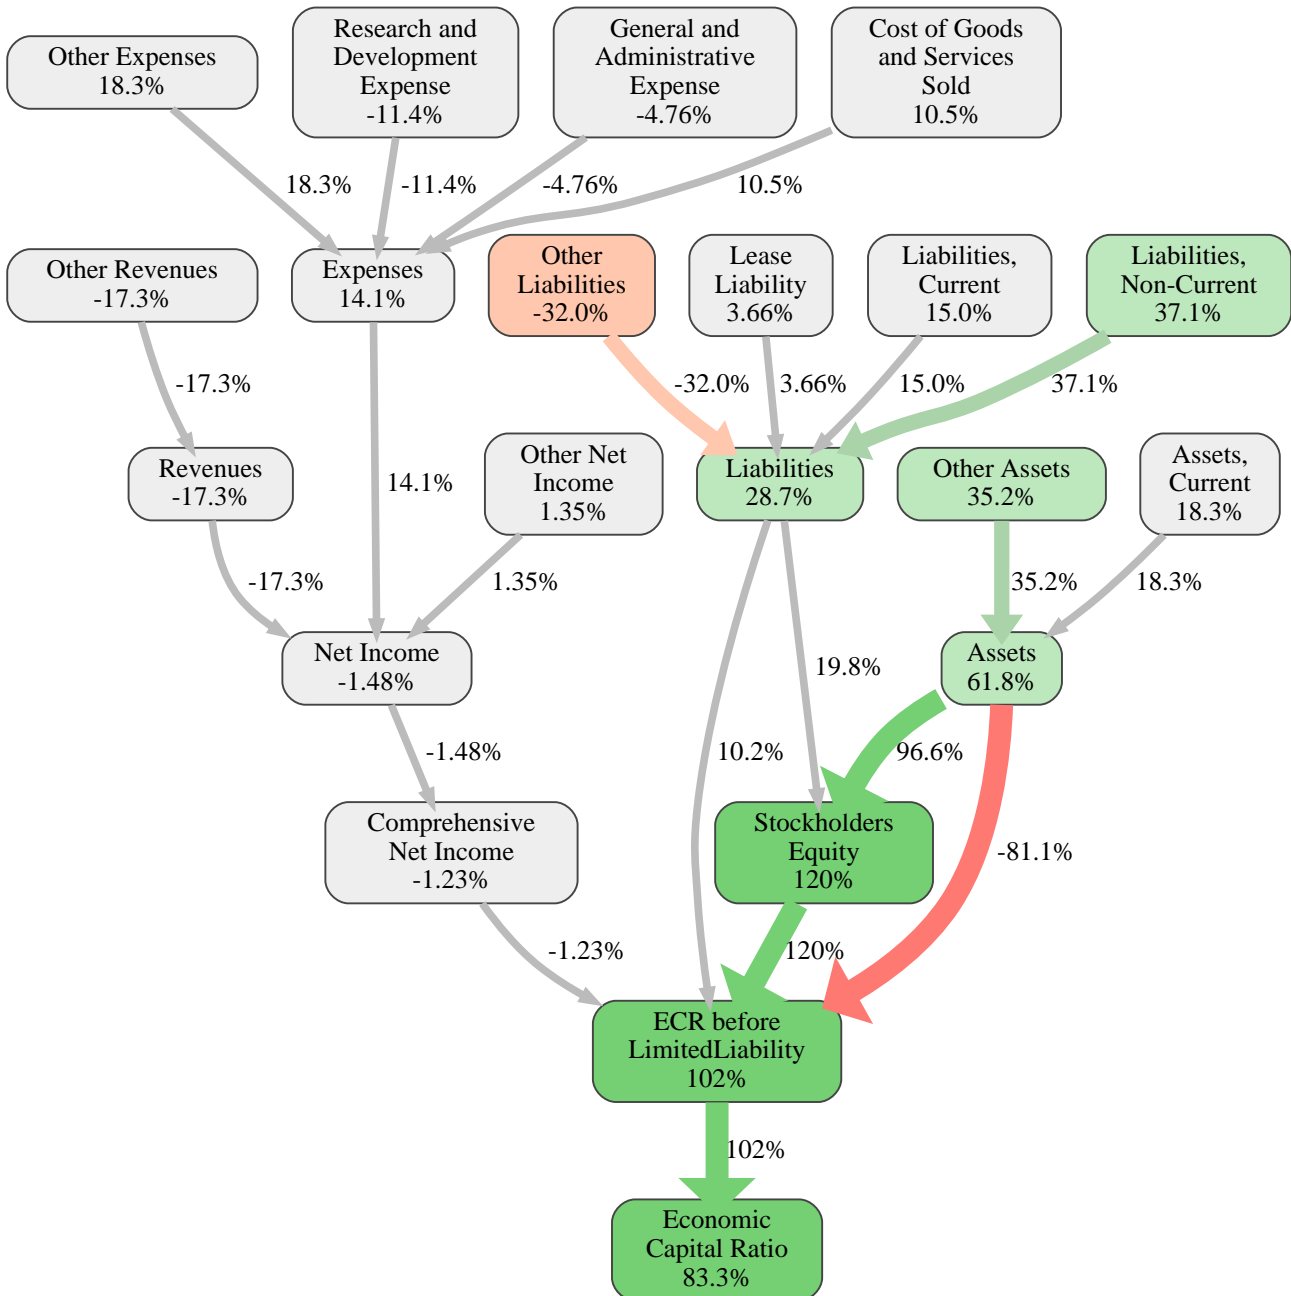 Other Expenses
18.3%
Research and
Development
Expense
-11.4%
General and
Administrative
Expense
-4.76%
Cost of Goods
and Services
Sold
10.5%
18.3%
-11.4%
-4.76%
10.5%
Other Revenues
-17.3%
Expenses
14.1%
Other
Liabilities
-32.0%
Lease
Liability
3.66%
Liabilities,
Current
15.0%
Liabilities,
Non-Current
37.1%
-17.3%
-32.0%
3.66%
15.0%
37.1%
Revenues
-17.3%
14.1%
Other Net
Income
1.35%
Liabilities
28.7%
Other Assets
35.2%
Assets,
Current
18.3%
-17.3%
1.35%
35.2%
18.3%
Net Income
-1.48%
19.8%
Assets
61.8%
-1.48%
10.2%
96.6%
Comprehensive
Net Income
-1.23%
Stockholders
Equity
120%
-81.1%
-1.23%
120%
ECR before
LimitedLiability
102%
102%
Economic
Capital Ratio
83.3%